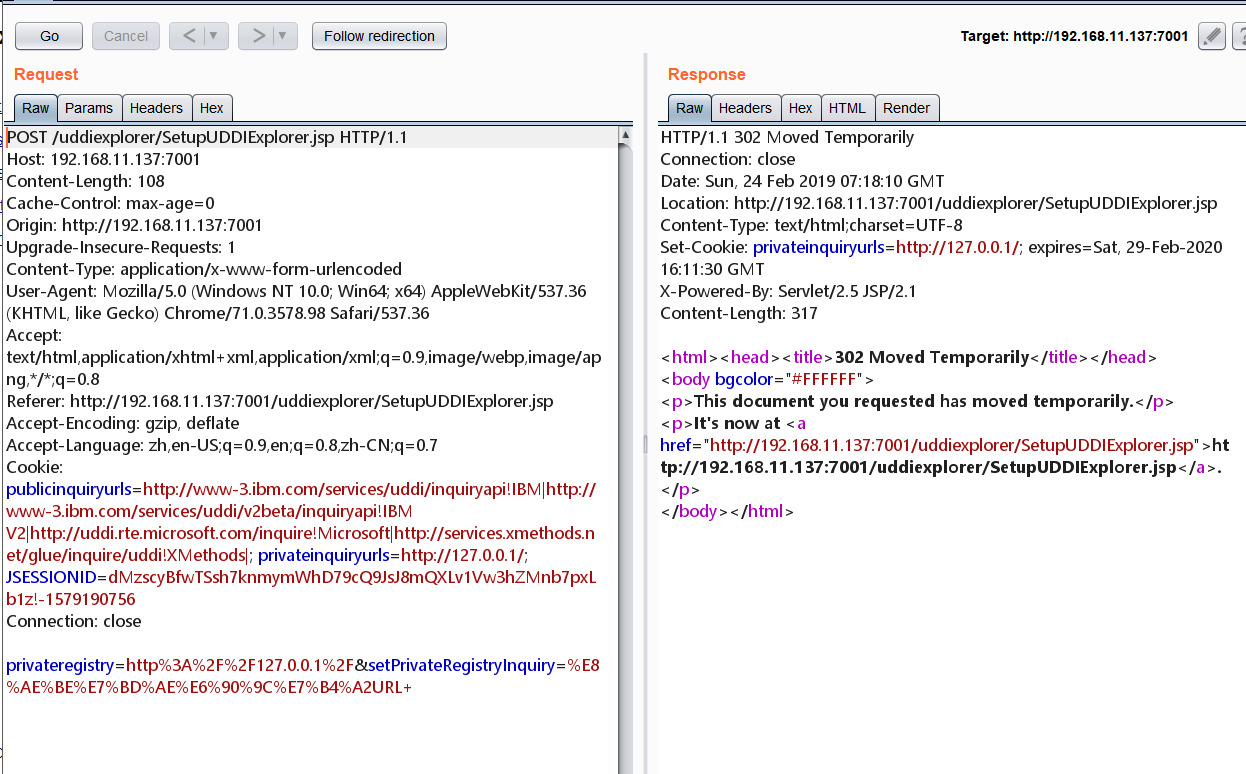 Go Cancel < ▼ > ▼ Follow redirection Target: http://192.168.11.137:7001
Request
Raw Params Headers Hex
POST /uddiexplorer/SetupUDDIExplorer.jsp HTTP/1.1
Host: 192.168.11.137:7001
Content-Length: 108
Cache-Control: max-age=0
Origin: http://192.168.11.137:7001
Upgrade-Insecure-Requests: 1
Content-Type: application/x-www-form-urlencoded
User-Agent: Mozilla/5.0 (Windows NT 10.0; Win64; x64) AppleWebKit/537.36
(KHTML, like Gecko) Chrome/71.0.3578.98 Safari/537.36
Accept:
text/html,application/xhtml+xml,application/xml;q=0.9,image/webp,image/ap
ng,*/*;q=0.8
Referer: http://192.168.11.137:7001/uddiexplorer/SetupUDDIExplorer.jsp
Accept-Encoding: gzip, deflate
Accept-Language: zh,en-US;q=0.9,en;q=0.8,zh-CN;q=0.7
Cookie:
publicinquiryurls=http://www-3.ibm.com/services/uddi/inquiryapi!IBM|http://
www-3.ibm.com/services/uddi/v2beta/inquiryapi!IBM
V2|http://uddi.rte.microsoft.com/inquire!Microsoft|http://services.xmethods.n
et/glue/inquire/uddi!XMethods|; privateinquiryurls=http://127.0.0.1/;
JSESSIONID=dMzscyBfwTSsh7knmymWhD79cQ9JsJ8mQXLv1Vw3hZMnb7pxL
b1z!-1579190756
Connection: close
privateregistry=http%3A%2F%2F127.0.0.1%2F&setPrivateRegistryInquiry=%E8
%AE%BE%E7%BD%AE%E6%90%9C%E7%B4%A2URL+
Response
Raw Headers Hex HTML Render
HTTP/1.1 302 Moved Temporarily
Connection: close
Date: Sun, 24 Feb 2019 07:18:10 GMT
Location: http://192.168.11.137:7001/uddiexplorer/SetupUDDIExplorer.jsp
Content-Type: text/html;charset=UTF-8
Set-Cookie: privateinquiryurls=http://127.0.0.1/; expires=Sat, 29-Feb-2020
16:11:30 GMT
X-Powered-By: Servlet/2.5 JSP/2.1
Content-Length: 317
<html><head><title>302 Moved Temporarily</title></head>
<body bgcolor="#FFFFFF">
<p>This document you requested has moved temporarily.</p>
<p>It's now at <a
href="http://192.168.11.137:7001/uddiexplorer/SetupUDDIExplorer.jsp">ht
tp://192.168.11.137:7001/uddiexplorer/SetupUDDIExplorer.jsp</a>.
</p>
</body></html>